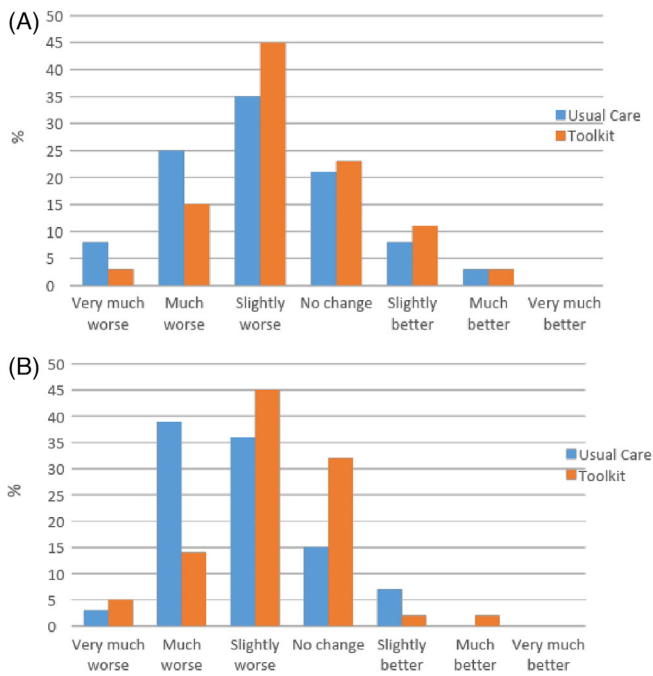 (A)
50
45
40
35
30
25
20
15
10
5
0
%
Usual Care
Toolkit
Very much worse
Much worse
Slightly worse
No change
Slightly better
Much better
Very much better
(B)
50
45
40
35
30
25
20
15
10
5
0
%
Usual Care
Toolkit
Very much worse
Much worse
Slightly worse
No change
Slightly better
Much better
Very much better